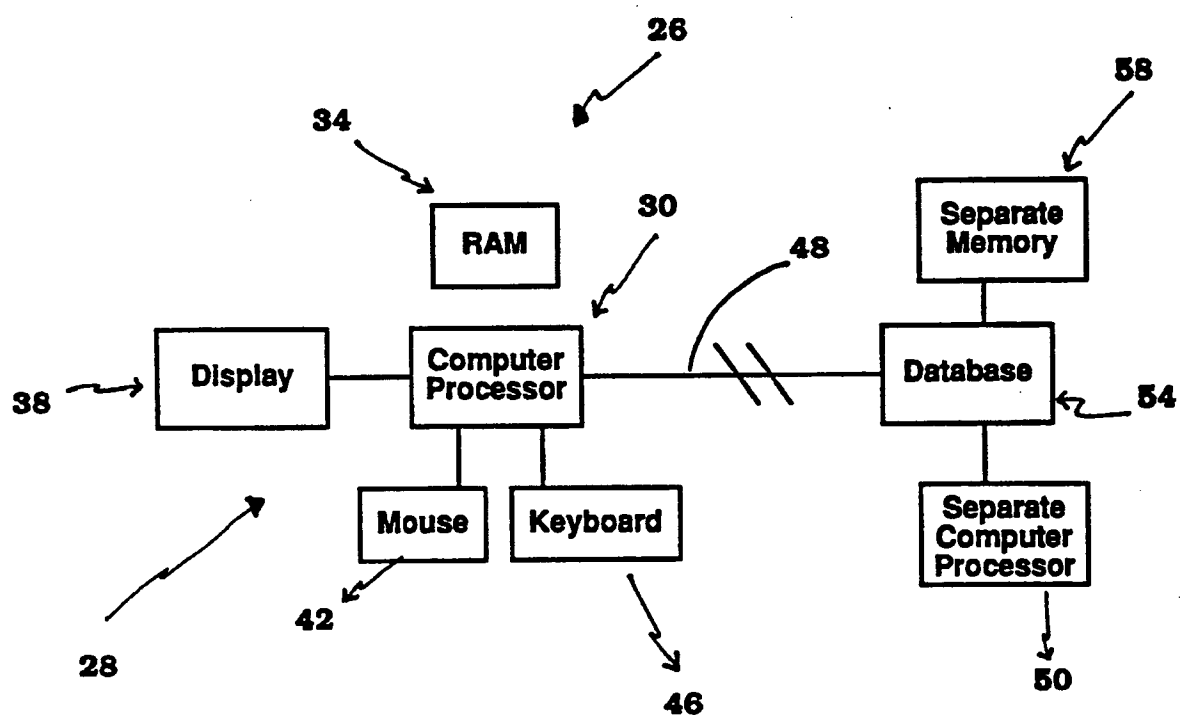 26
58
34
RAM
30
Separate
Memory
48
Display
Computer
Processor
Database
38
54
Mouse
Keyboard
Separate
Computer
Processor
42
28
46
50